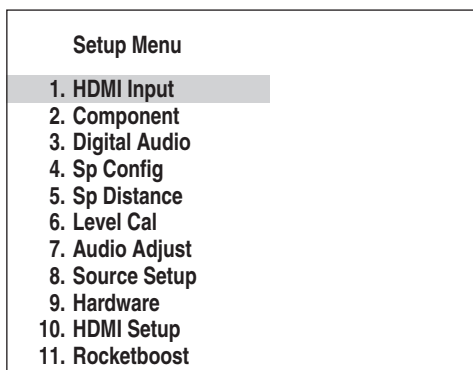 Setup Menu
1. HDMI Input
2. Component
3. Digital Audio
4. Sp Config
5. Sp Distance
6. Level Cal
7. Audio Adjust
8. Source Setup
9. Hardware
10. HDMI Setup
11. Rocketboost